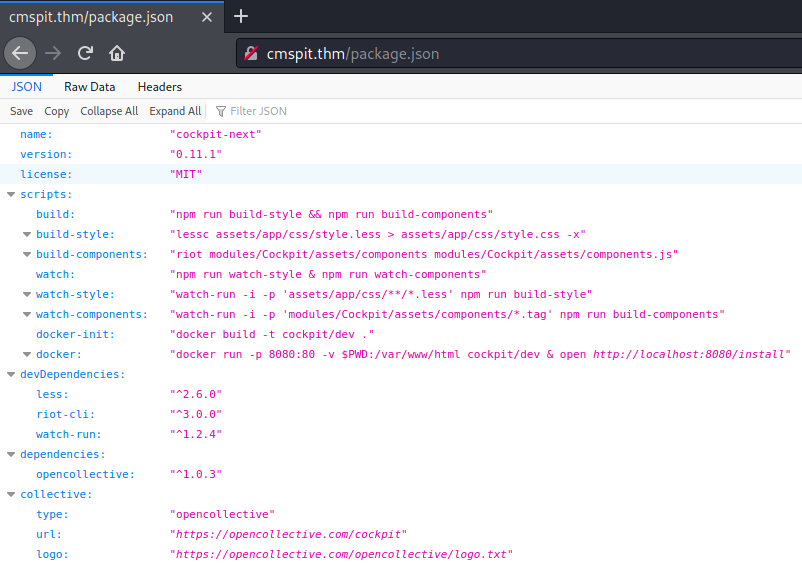 cmspit.thm/package.json
cmspit.thm/package.json
JSON Raw Data Headers
Save Copy Collapse All Expand All Filter JSON
name: "cockpit-next"
version: "0.11.1"
license: "MIT"
scripts:
build: "npm run build-style && npm run build-components"
build-style: "lessc assets/app/css/style.less > assets/app/css/style.css -x"
build-components: "riot modules/Cockpit/assets/components modules/Cockpit/assets/components.js"
watch: "npm run watch-style & npm run watch-components"
watch-style: "watch-run -i -p 'assets/app/css/**/*.less' npm run build-style"
watch-components: "watch-run -i -p 'modules/Cockpit/assets/components/*.tag' npm run build-components"
docker-init: "docker build -t cockpit/dev ."
docker: "docker run -p 8080:80 -v $PWD:/var/www/html cockpit/dev & open http://localhost:8080/install"
devDependencies:
less: "^2.6.0"
riot-cli: "^3.0.0"
watch-run: "^1.2.4"
dependencies:
opencollective: "^1.0.3"
collective:
type: "opencollective"
url: "https://opencollective.com/cockpit"
logo: "https://opencollective.com/opencollective/logo.txt"